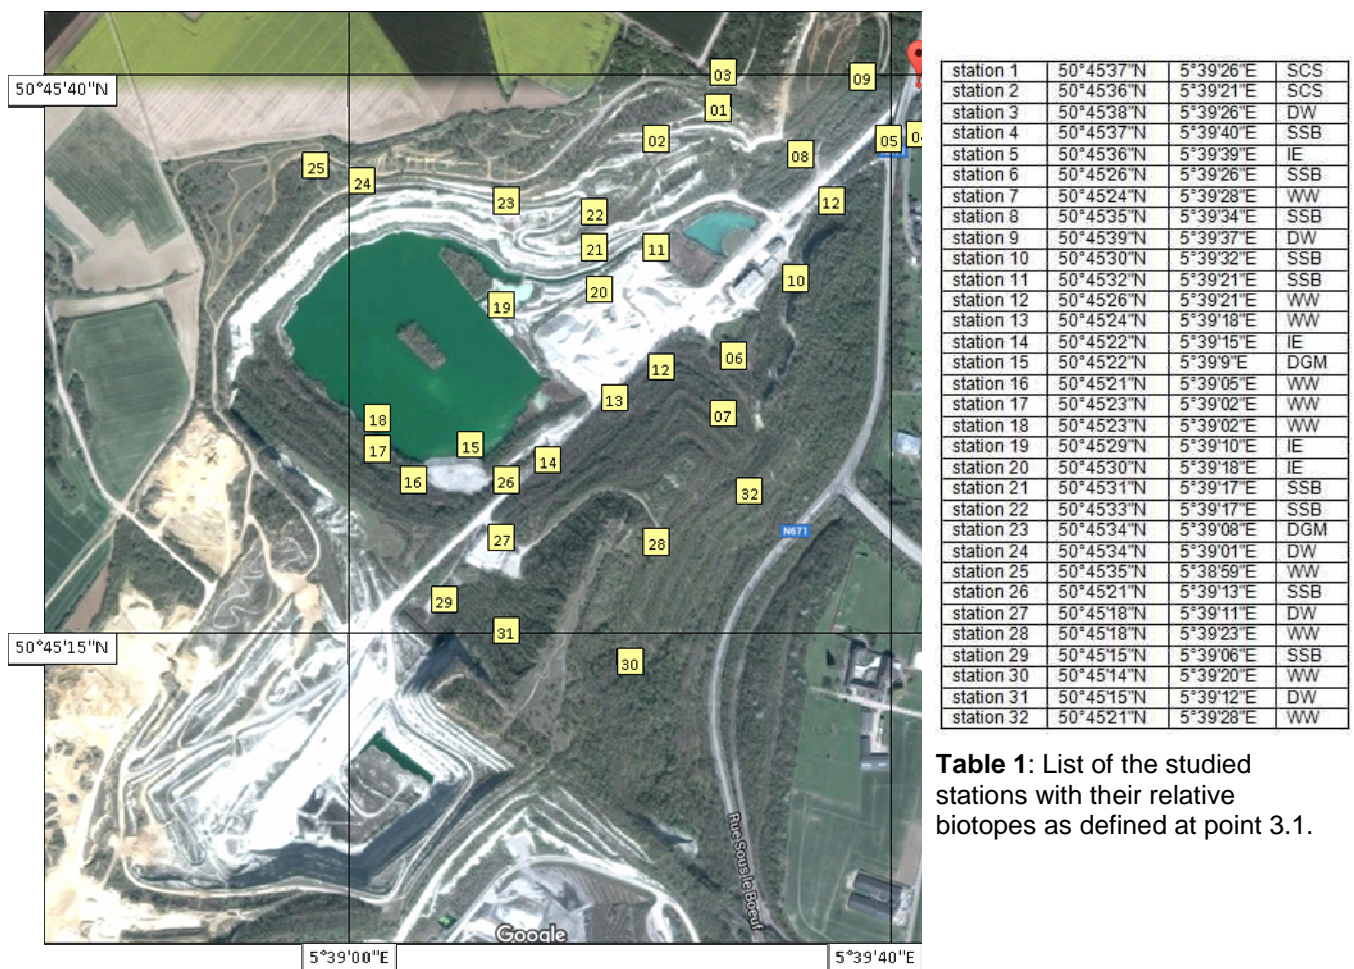 03
09
50°45'40"N
01
02
05
04
08
25
24
23
12
22
21
11
10
20
19
06
12
13
07
18
17
15
14
16
26
32
N671
27
28
29
31
50°45'15"N
30
Rue Sous le Boeuf
Google
5°39'00"E
5°39'40"E
station 1 50°45'37"N 5°39'26"E SCS
station 2 50°45'36"N 5°39'21"E SCS
station 3 50°45'38"N 5°39'26"E DW
station 4 50°45'37"N 5°39'40"E SSB
station 5 50°45'36"N 5°39'39"E IE
station 6 50°45'26"N 5°39'26"E SSB
station 7 50°45'24"N 5°39'28"E WW
station 8 50°45'35"N 5°39'34"E SSB
station 9 50°45'39"N 5°39'37"E DW
station 10 50°45'30"N 5°39'32"E SSB
station 11 50°45'32"N 5°39'21"E SSB
station 12 50°45'26"N 5°39'21"E WW
station 13 50°45'24"N 5°39'18"E WW
station 14 50°45'22"N 5°39'15"E IE
station 15 50°45'22"N 5°39'9"E DGM
station 16 50°45'21"N 5°39'05"E WW
station 17 50°45'23"N 5°39'02"E WW
station 18 50°45'23"N 5°39'02"E WW
station 19 50°45'29"N 5°39'10"E IE
station 20 50°45'30"N 5°39'18"E IE
station 21 50°45'31"N 5°39'17"E SSB
station 22 50°45'33"N 5°39'17"E SSB
station 23 50°45'34"N 5°39'08"E DGM
station 24 50°45'34"N 5°39'01"E DW
station 25 50°45'35"N 5°38'59"E WW
station 26 50°45'21"N 5°39'13"E SSB
station 27 50°45'18"N 5°39'11"E DW
station 28 50°45'18"N 5°39'23"E WW
station 29 50°45'15"N 5°39'06"E SSB
station 30 50°45'14"N 5°39'20"E WW
station 31 50°45'15"N 5°39'12"E DW
station 32 50°45'21"N 5°39'28"E WW
Table 1: List of the studied
stations with their relative
biotopes as defined at point 3.1.